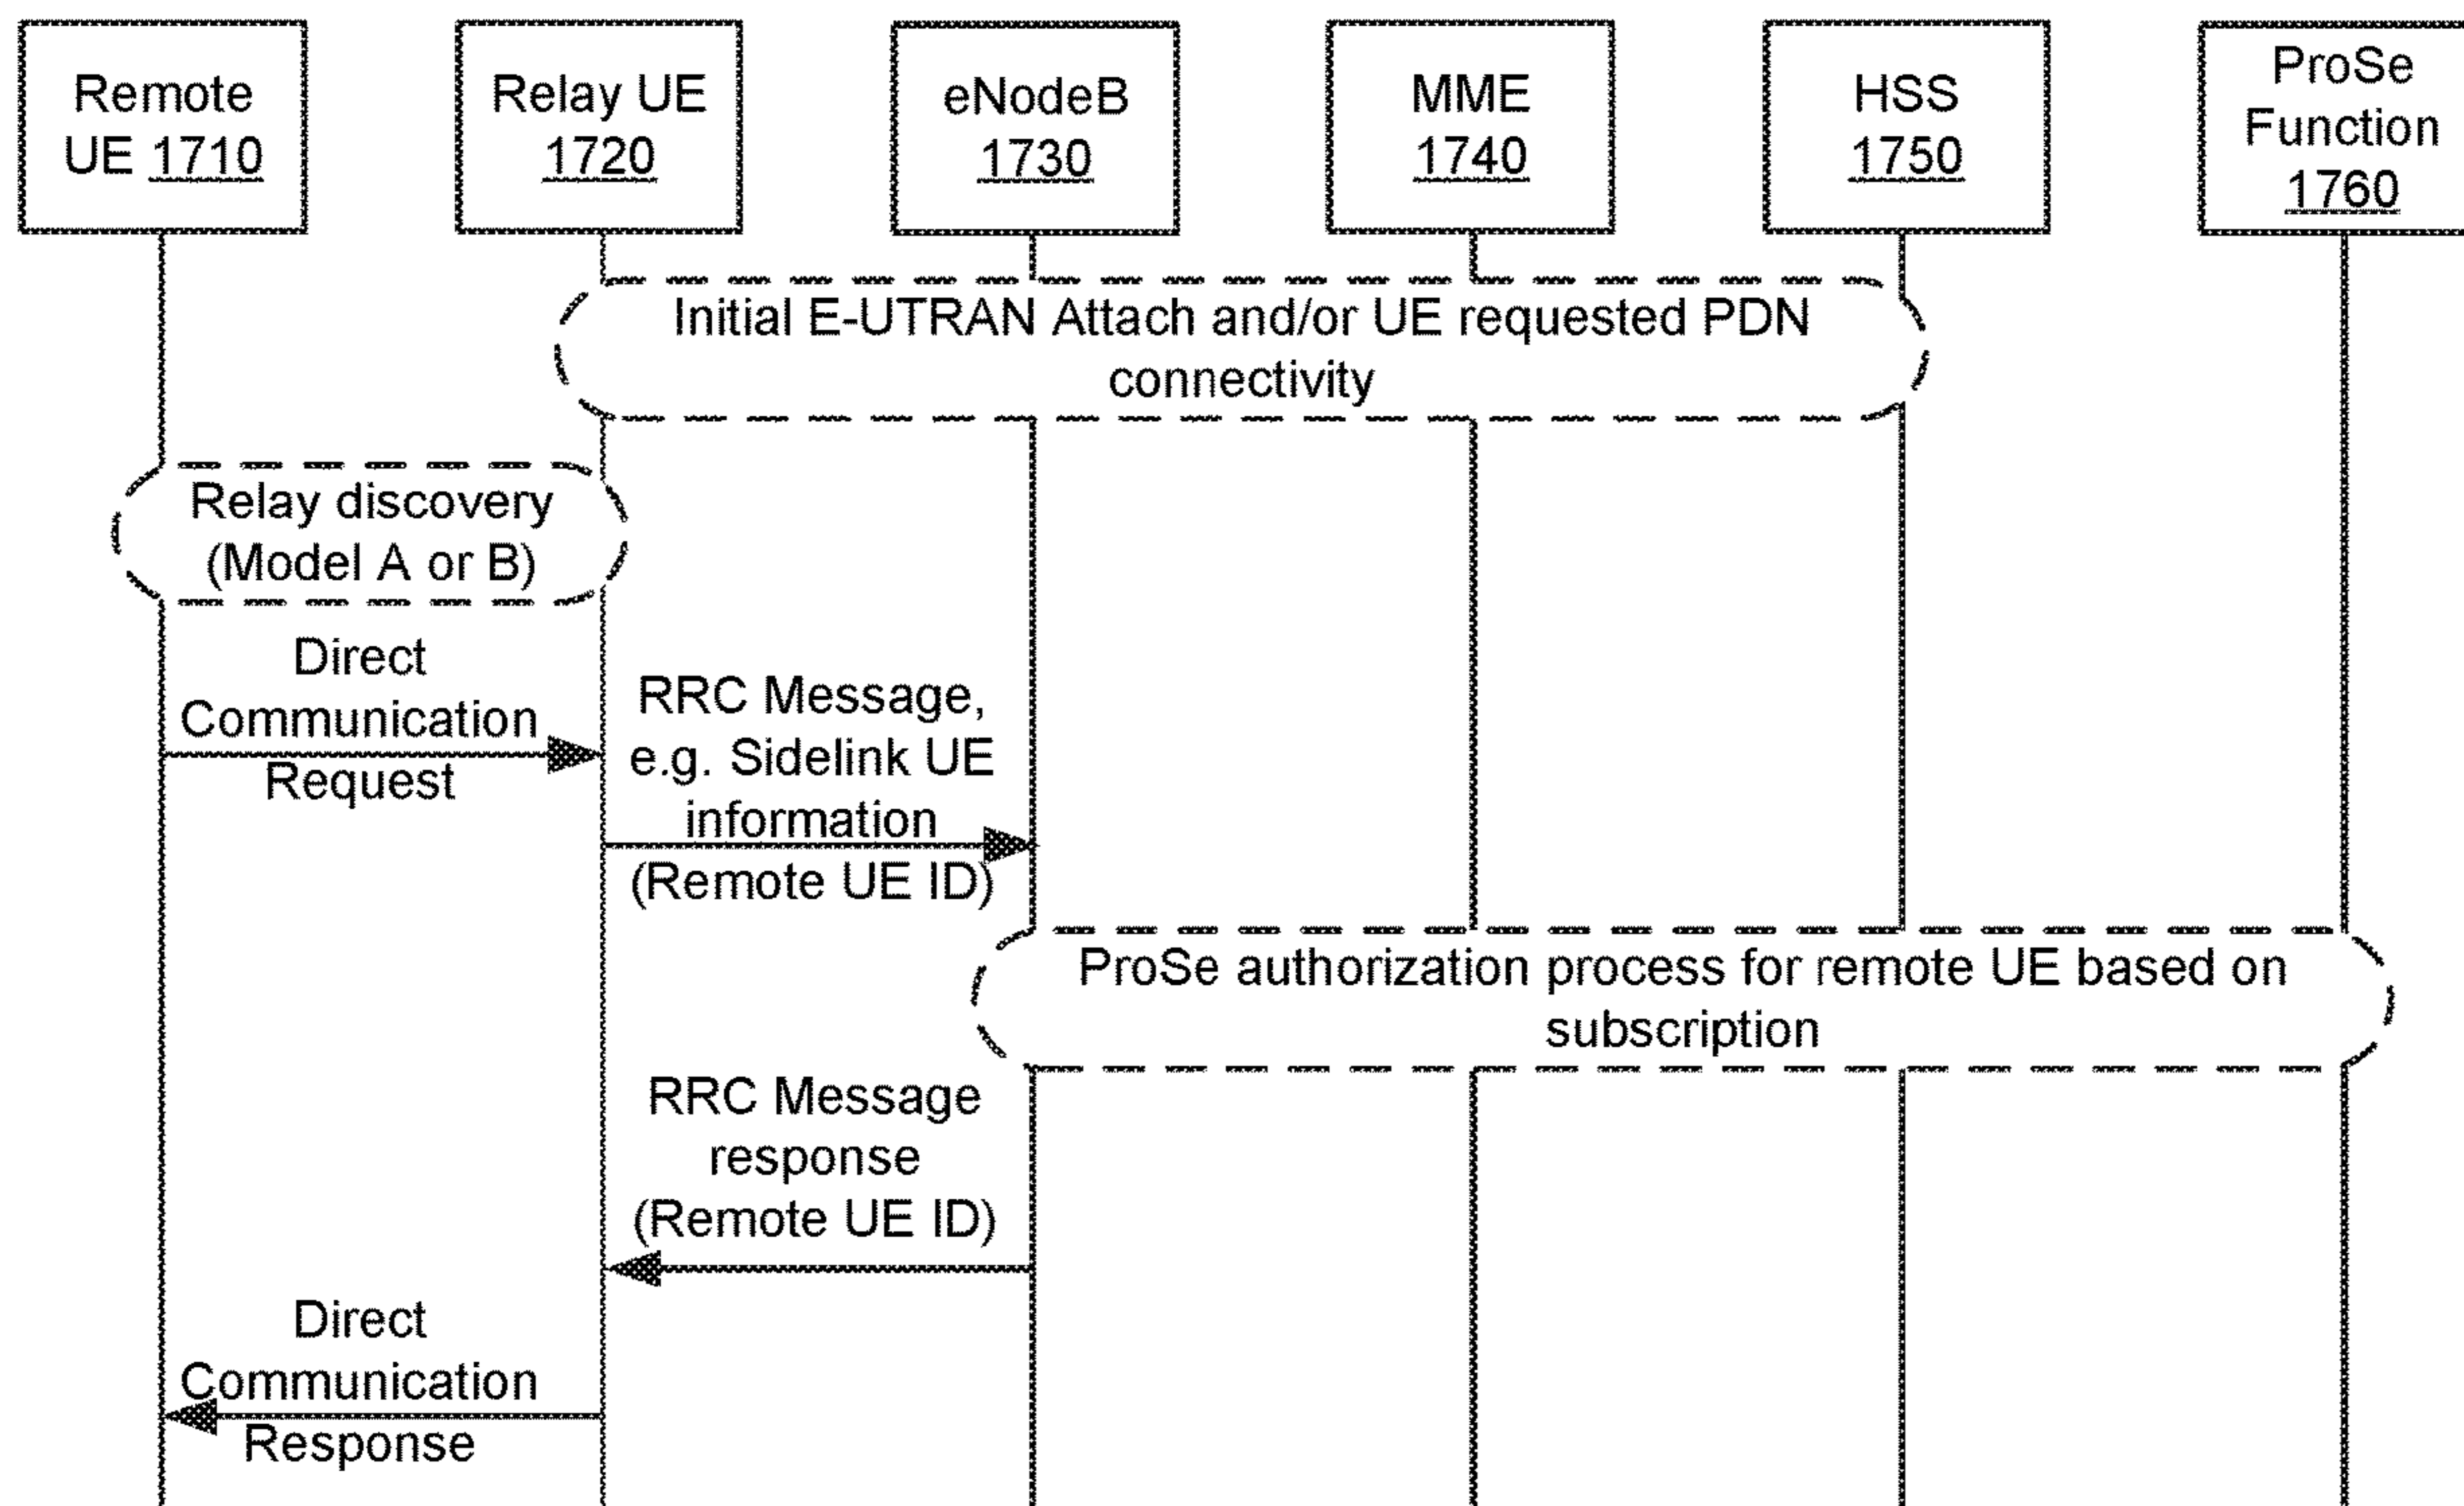 Remote
UE 1710
Relay UE
1720
eNodeB
1730
MME
1740
HSS
1750
ProSe
Function
1760
Initial E-UTRAN Attach and/or UE requested PDN
connectivity
Relay discovery
(Model A or B)
Direct
Communication
Request
RRC Message,
e.g. Sidelink UE
information
(Remote UE ID)
ProSe authorization process for remote UE based on
subscription
RRC Message
response
(Remote UE ID)
Direct
Communication
Response